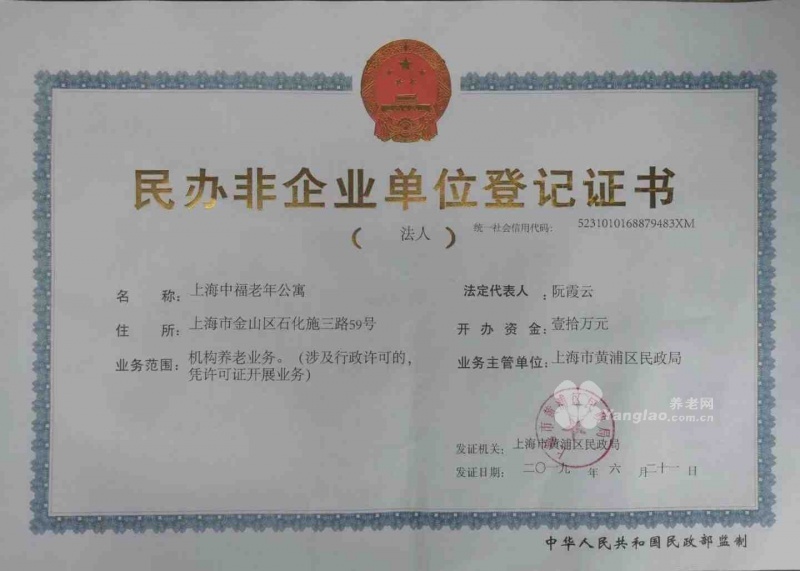 民办非企业单位登记证书
（ 法人 ）
统一社会信用代码： 5231010168879483XM
名 称：上海中福老年公寓
住 所：上海市金山区石化施三路59号
业务范围：机构养老业务。（涉及行政许可的，
凭许可证开展业务）
法定代表人 ：阮霞云
开 办 资 金：壹拾万元
业务主管单位：上海市黄浦区民政局
养老网
Yanglao.com.cn
发证机关：上海市黄浦区民政局
发证日期：二〇一九 年 六 月 二十一 日
中华人民共和国民政部监制